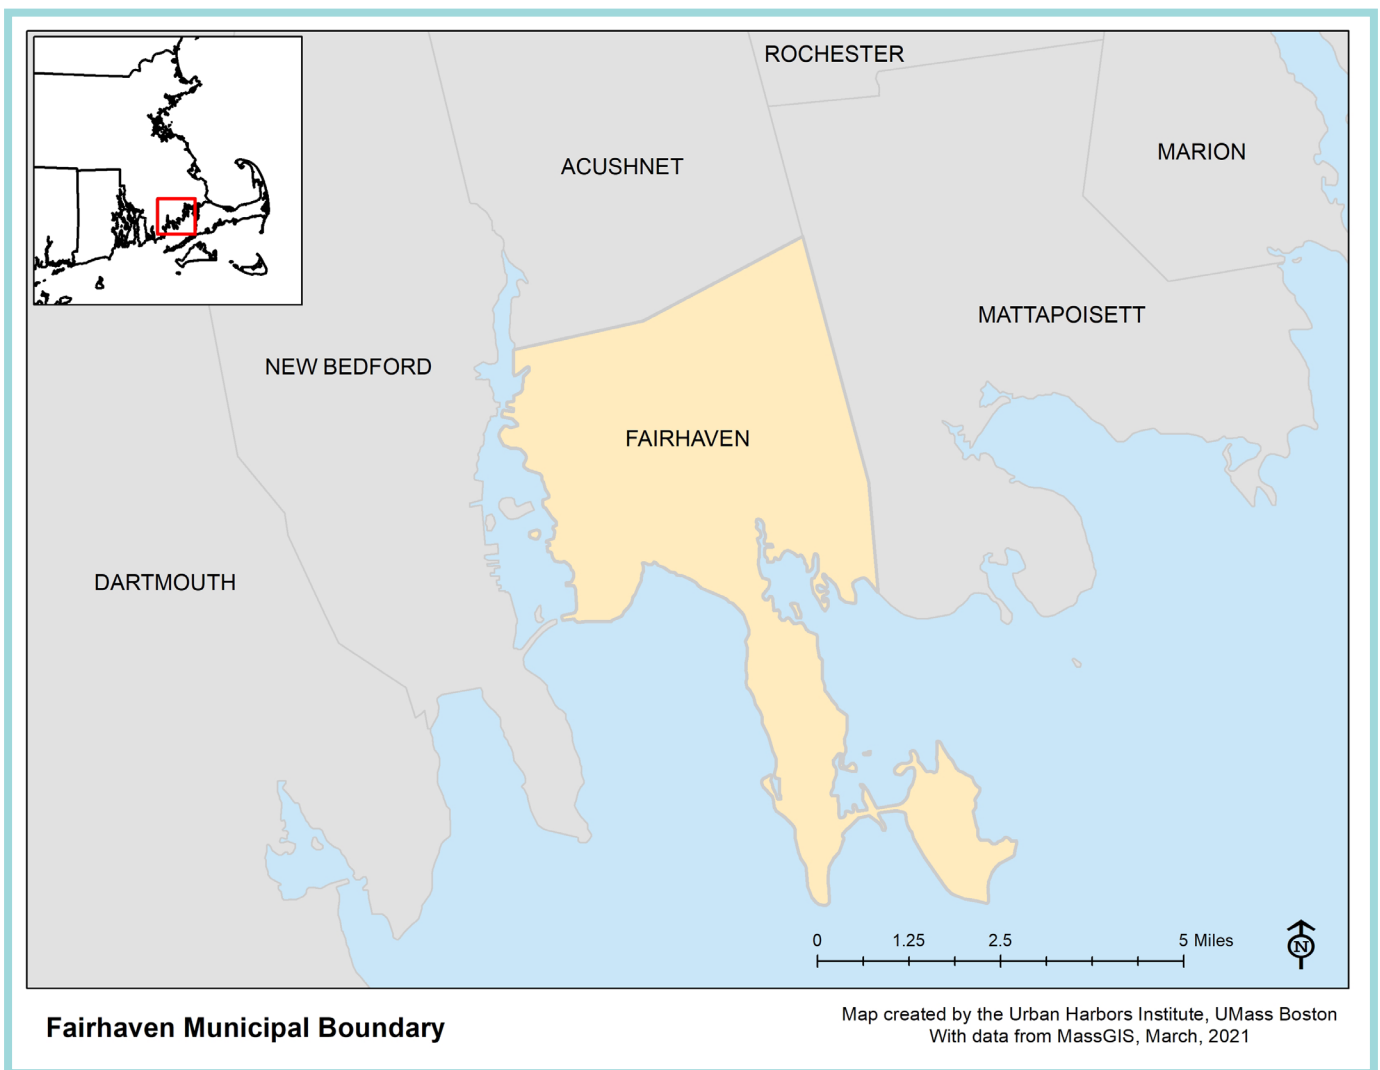 ROCHESTER
MARION
ACUSHNET
MATTAPOISETT
NEW BEDFORD
FAIRHAVEN
DARTMOUTH
0 1.25 2.5 5 Miles
N
Fairhaven Municipal Boundary
Map created by the Urban Harbors Institute, UMass Boston
With data from MassGIS, March, 2021